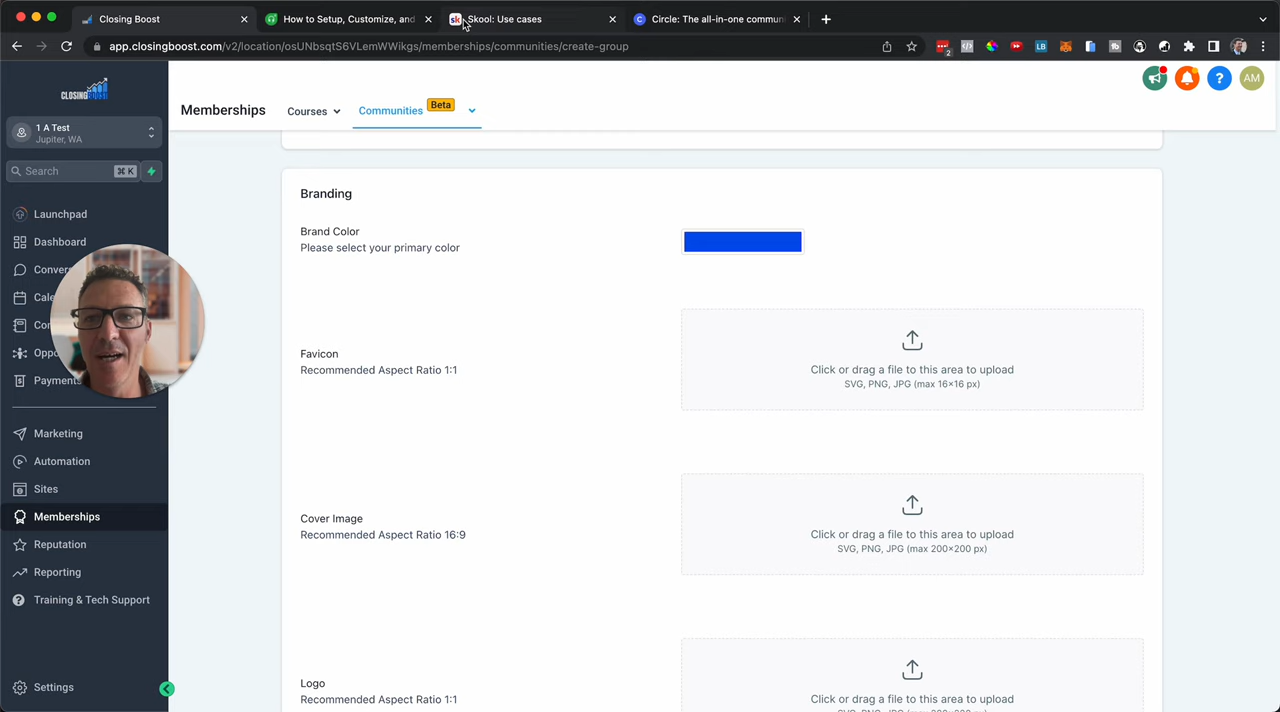 Closing Boost
How to Setup, Customize, and
Skool: Use cases
Circle: The all-in-one commun
app.closingboost.com/v2/location/osUNbsqtS6VLemWWikgs/memberships/communities/create-group
2
LB
CLOSINGBOOST
1 A Test
Jupiter, WA
Search
⌘ K
Launchpad
Dashboard
Conver
Cale
Con
Oppo
Payments
Marketing
Automation
Sites
Memberships
Reputation
Reporting
Training & Tech Support
Settings
Memberships
Courses
Communities
Beta
?
AM
Branding
Brand Color
Please select your primary color
Favicon
Recommended Aspect Ratio 1:1
Click or drag a file to this area to upload
SVG, PNG, JPG (max 16×16 px)
Cover Image
Recommended Aspect Ratio 16:9
Click or drag a file to this area to upload
SVG, PNG, JPG (max 200×200 px)
Logo
Recommended Aspect Ratio 1:1
Click or drag a file to this area to upload